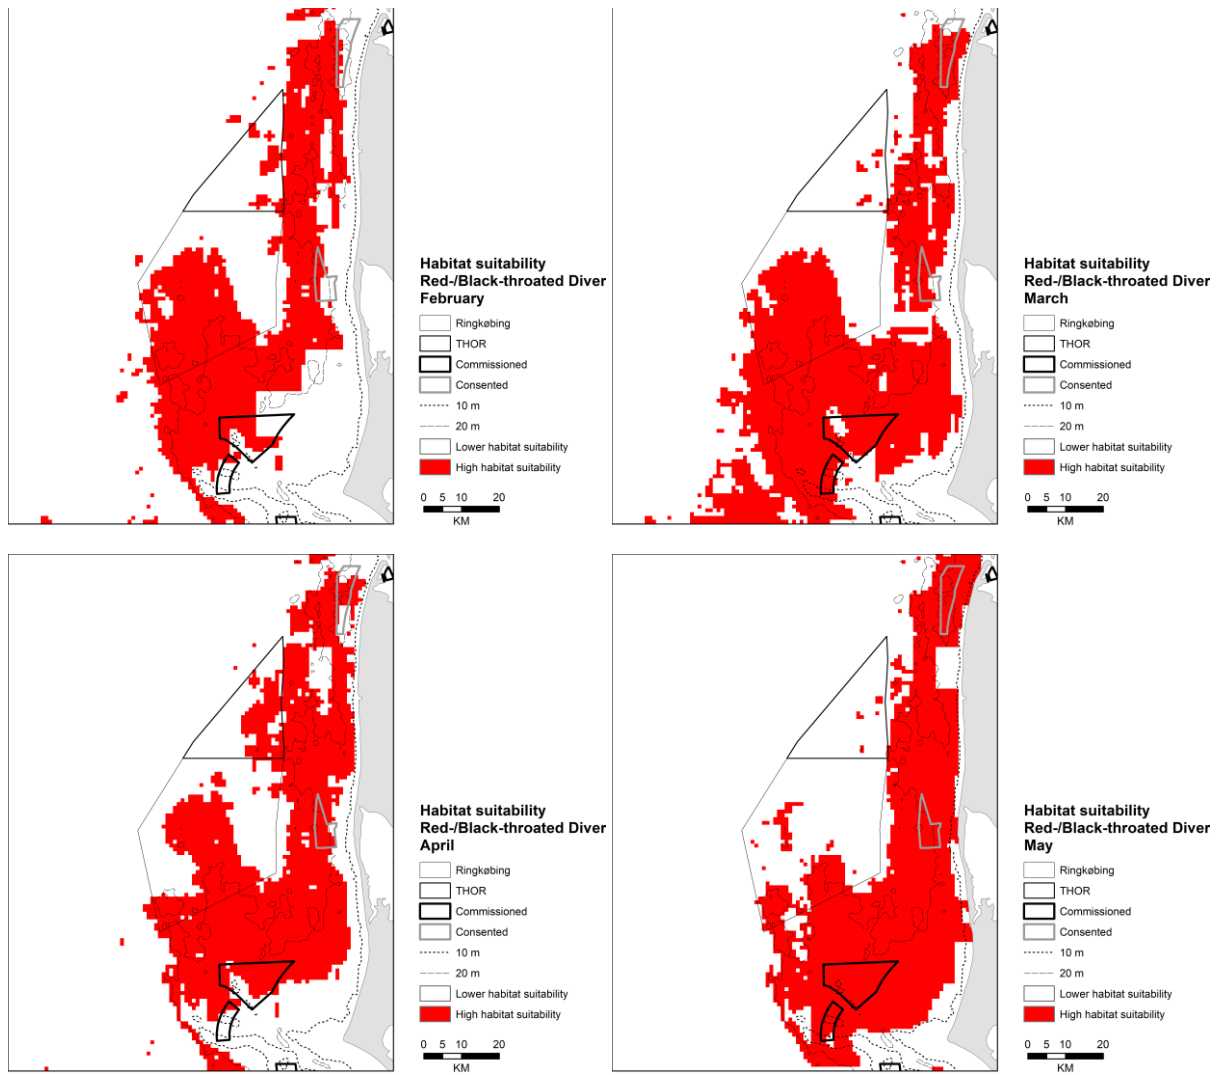 Habitat suitability
Red-/Black-throated Diver
February
Ringkøbing
THOR
Commissioned
Consented
10 m
20 m
Lower habitat suitability
High habitat suitability
0 5 10 20
KM
Habitat suitability
Red-/Black-throated Diver
March
Ringkøbing
THOR
Commissioned
Consented
10 m
20 m
Lower habitat suitability
High habitat suitability
0 5 10 20
KM
Habitat suitability
Red-/Black-throated Diver
April
Ringkøbing
THOR
Commissioned
Consented
10 m
20 m
Lower habitat suitability
High habitat suitability
0 5 10 20
KM
Habitat suitability
Red-/Black-throated Diver
May
Ringkøbing
THOR
Commissioned
Consented
10 m
20 m
Lower habitat suitability
High habitat suitability
0 5 10 20
KM